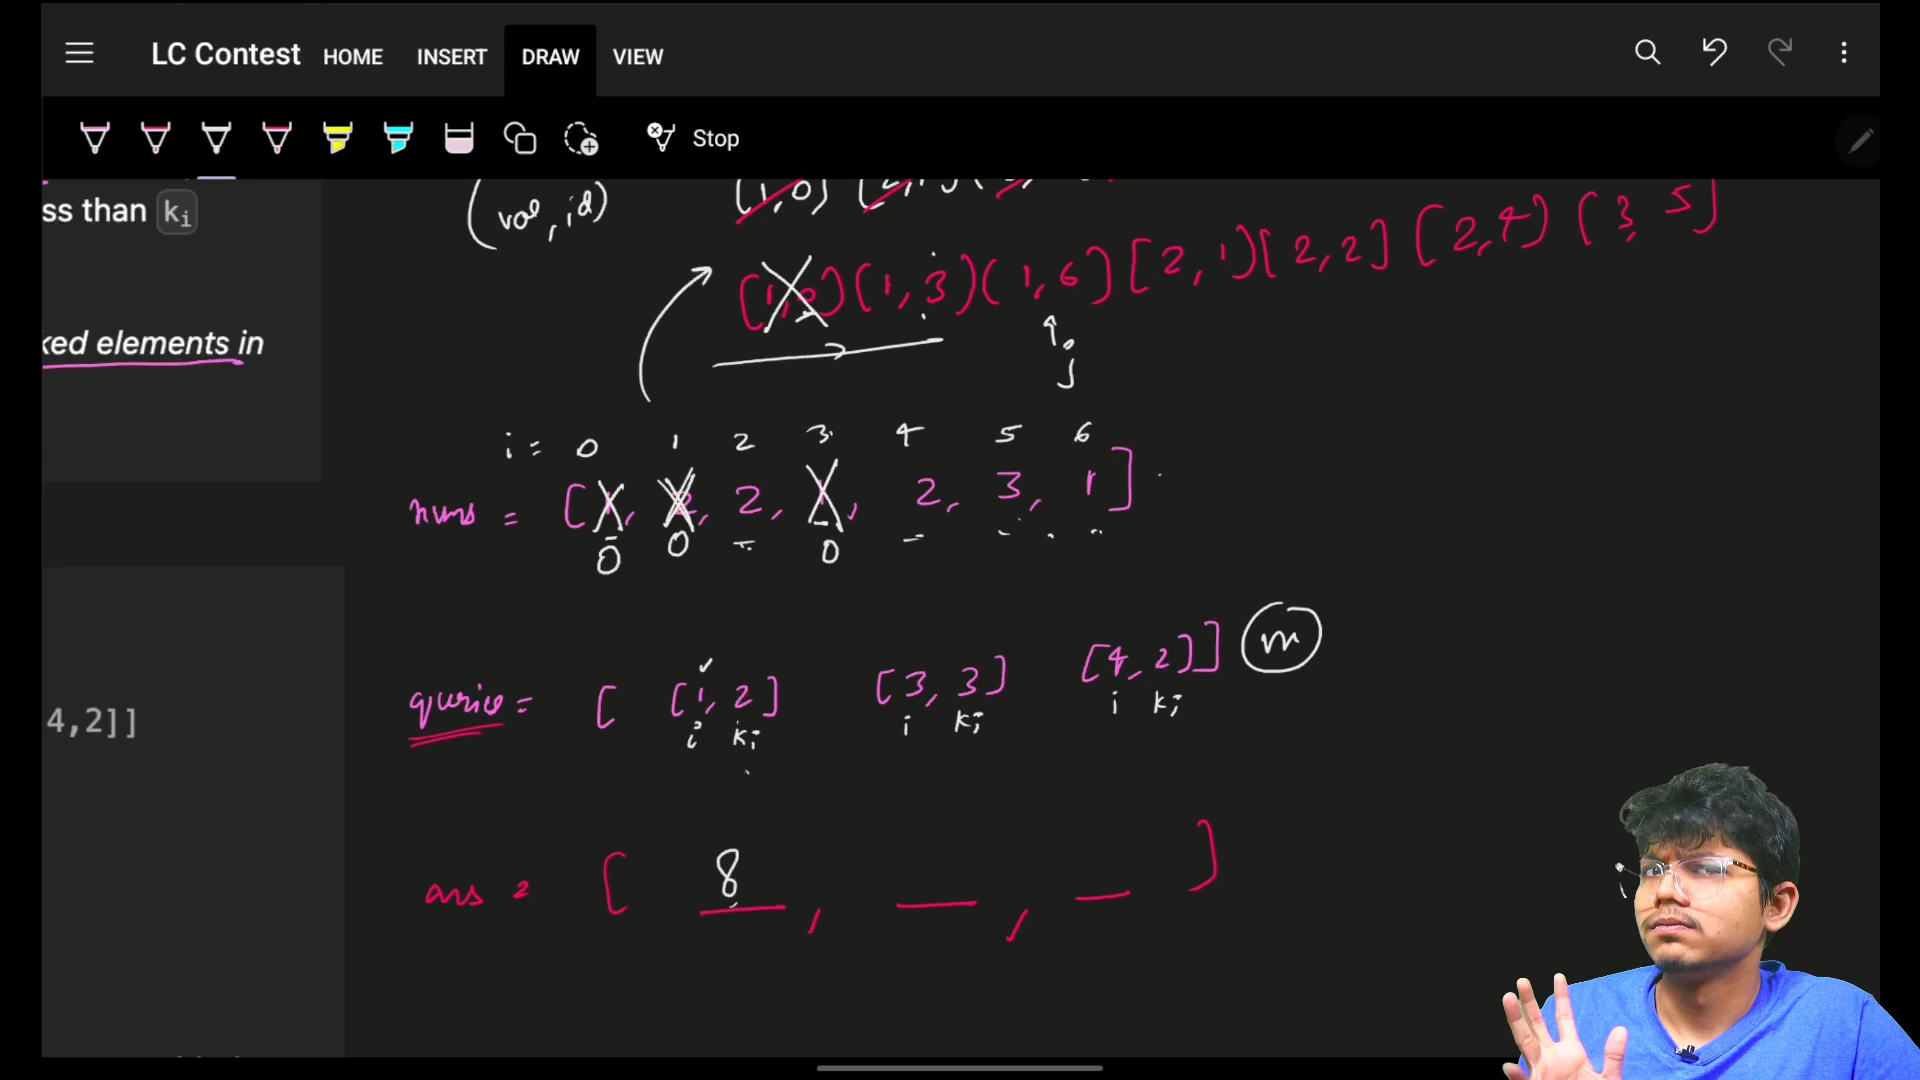 LC Contest HOME INSERT DRAW VIEW
Stop
ss than ki
(val, id)
(1,0)
(1,0) (1,3) (1,6) [2,1) [2,2] (2,4) (3,5]
j
ked elements in
i = 0 1 2 3 4 5 6
nums = [1, 2, 2, 1, 2, 3, 1]
0 0 0
queries = [ [1,2] [3,3] [4,2]] m
i ki i ki i ki
4,2]]
ans = [ 8 , , ]